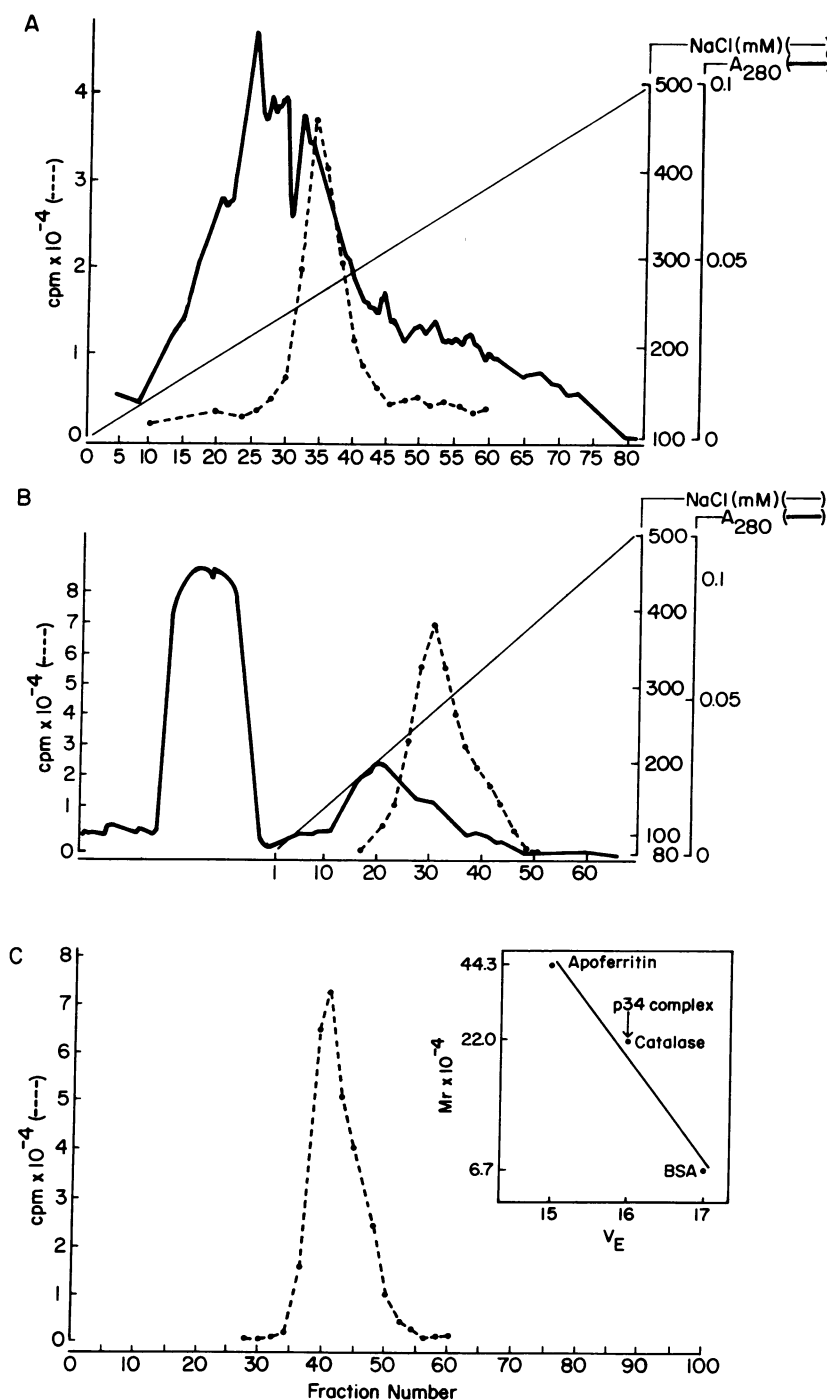 A
NaCl(mM)(—)
A280 (—)
cpm x 10-4 (----)
4
3
2
1
0
500
400
300
200
100
0.1
0.05
0
0 5 10 15 20 25 30 35 40 45 50 55 60 65 70 75 80
B
NaCl(mM)(—)
A280 (—)
cpm x 10-4 (----)
8
7
6
5
4
3
2
1
0
500
400
300
200
100
80
0.1
0.05
0
1 10 20 30 40 50 60
C
cpm x 10-4 (----)
8
7
6
5
4
3
2
1
0
Mr x 10-4
44.3
22.0
6.7
Apoferritin
p34 complex
Catalase
BSA
15 16 17
VE
0 10 20 30 40 50 60 70 80 90 100
Fraction Number